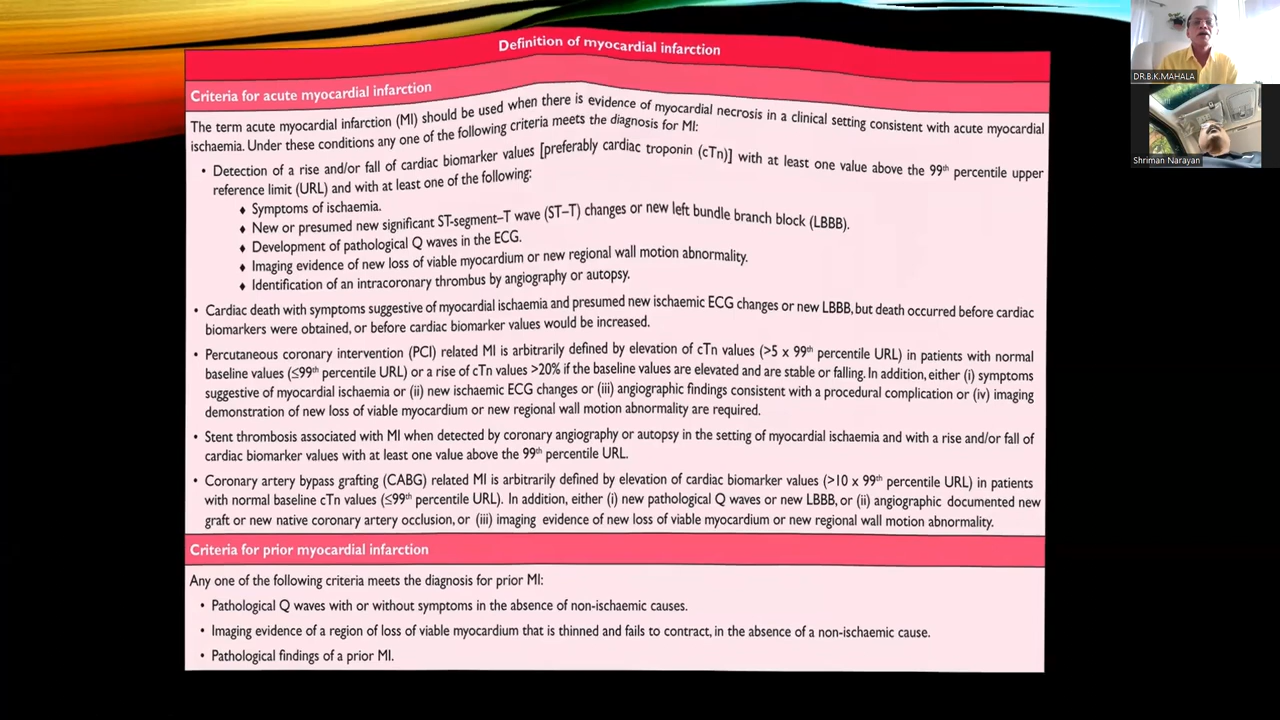 Definition of myocardial infarction
Criteria for acute myocardial infarction
The term acute myocardial infarction (MI) should be used when there is evidence of myocardial necrosis in a clinical setting consistent with acute myocardial
ischaemia. Under these conditions any one of the following criteria meets the diagnosis for MI:
• Detection of a rise and/or fall of cardiac biomarker values [preferably cardiac troponin (cTn)] with at least one value above the 99th percentile upper
reference limit (URL) and with at least one of the following:
♦ Symptoms of ischaemia.
♦ New or presumed new significant ST-segment–T wave (ST–T) changes or new left bundle branch block (LBBB).
♦ Development of pathological Q waves in the ECG.
♦ Imaging evidence of new loss of viable myocardium or new regional wall motion abnormality.
♦ Identification of an intracoronary thrombus by angiography or autopsy.
• Cardiac death with symptoms suggestive of myocardial ischaemia and presumed new ischaemic ECG changes or new LBBB, but death occurred before cardiac
biomarkers were obtained, or before cardiac biomarker values would be increased.
• Percutaneous coronary intervention (PCI) related MI is arbitrarily defined by elevation of cTn values (>5 x 99th percentile URL) in patients with normal
baseline values (≤99th percentile URL) or a rise of cTn values >20% if the baseline values are elevated and are stable or falling. In addition, either (i) symptoms
suggestive of myocardial ischaemia or (ii) new ischaemic ECG changes or (iii) angiographic findings consistent with a procedural complication or (iv) imaging
demonstration of new loss of viable myocardium or new regional wall motion abnormality are required.
• Stent thrombosis associated with MI when detected by coronary angiography or autopsy in the setting of myocardial ischaemia and with a rise and/or fall of
cardiac biomarker values with at least one value above the 99th percentile URL.
• Coronary artery bypass grafting (CABG) related MI is arbitrarily defined by elevation of cardiac biomarker values (>10 x 99th percentile URL) in patients
with normal baseline cTn values (≤99th percentile URL). In addition, either (i) new pathological Q waves or new LBBB, or (ii) angiographic documented new
graft or new native coronary artery occlusion, or (iii) imaging evidence of new loss of viable myocardium or new regional wall motion abnormality.
Criteria for prior myocardial infarction
Any one of the following criteria meets the diagnosis for prior MI:
• Pathological Q waves with or without symptoms in the absence of non-ischaemic causes.
• Imaging evidence of a region of loss of viable myocardium that is thinned and fails to contract, in the absence of a non-ischaemic cause.
• Pathological findings of a prior MI.
DR.B.K.MAHALA
Shriman Narayan